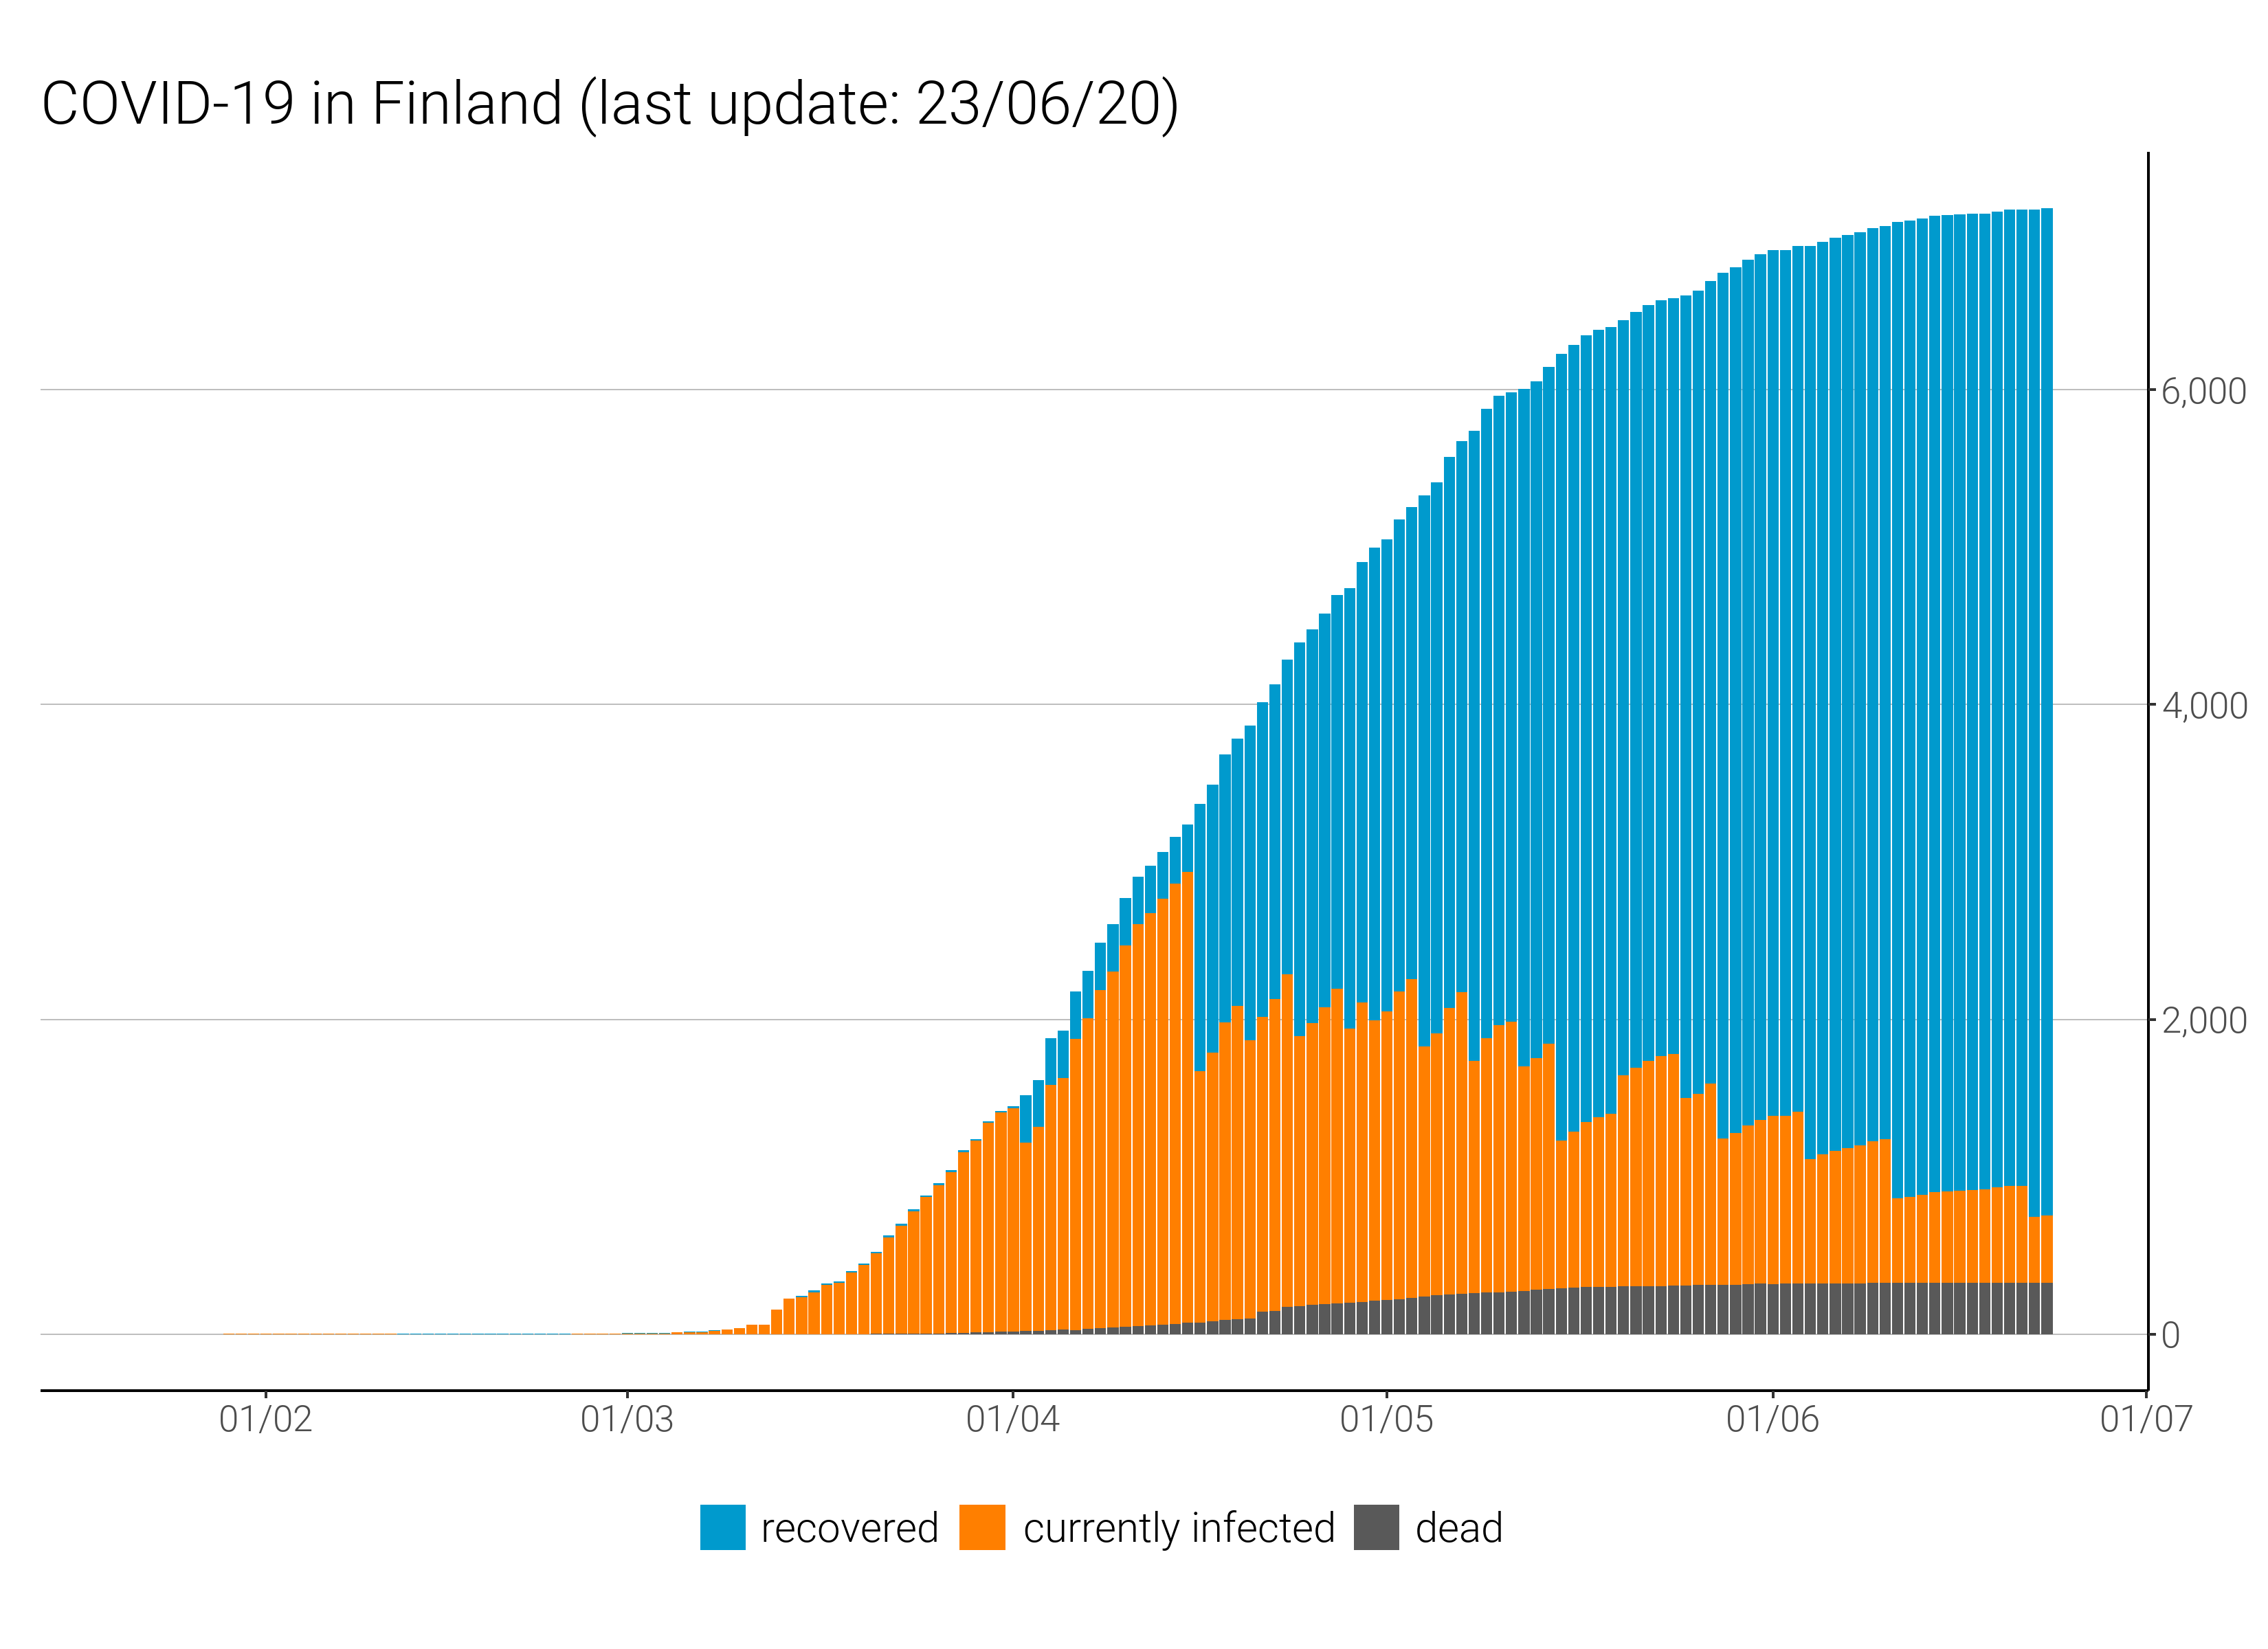 COVID-19 in Finland (last update: 23/06/20)
6,000
4,000
2,000
0
01/02 01/03 01/04 01/05 01/06 01/07
recovered currently infected dead